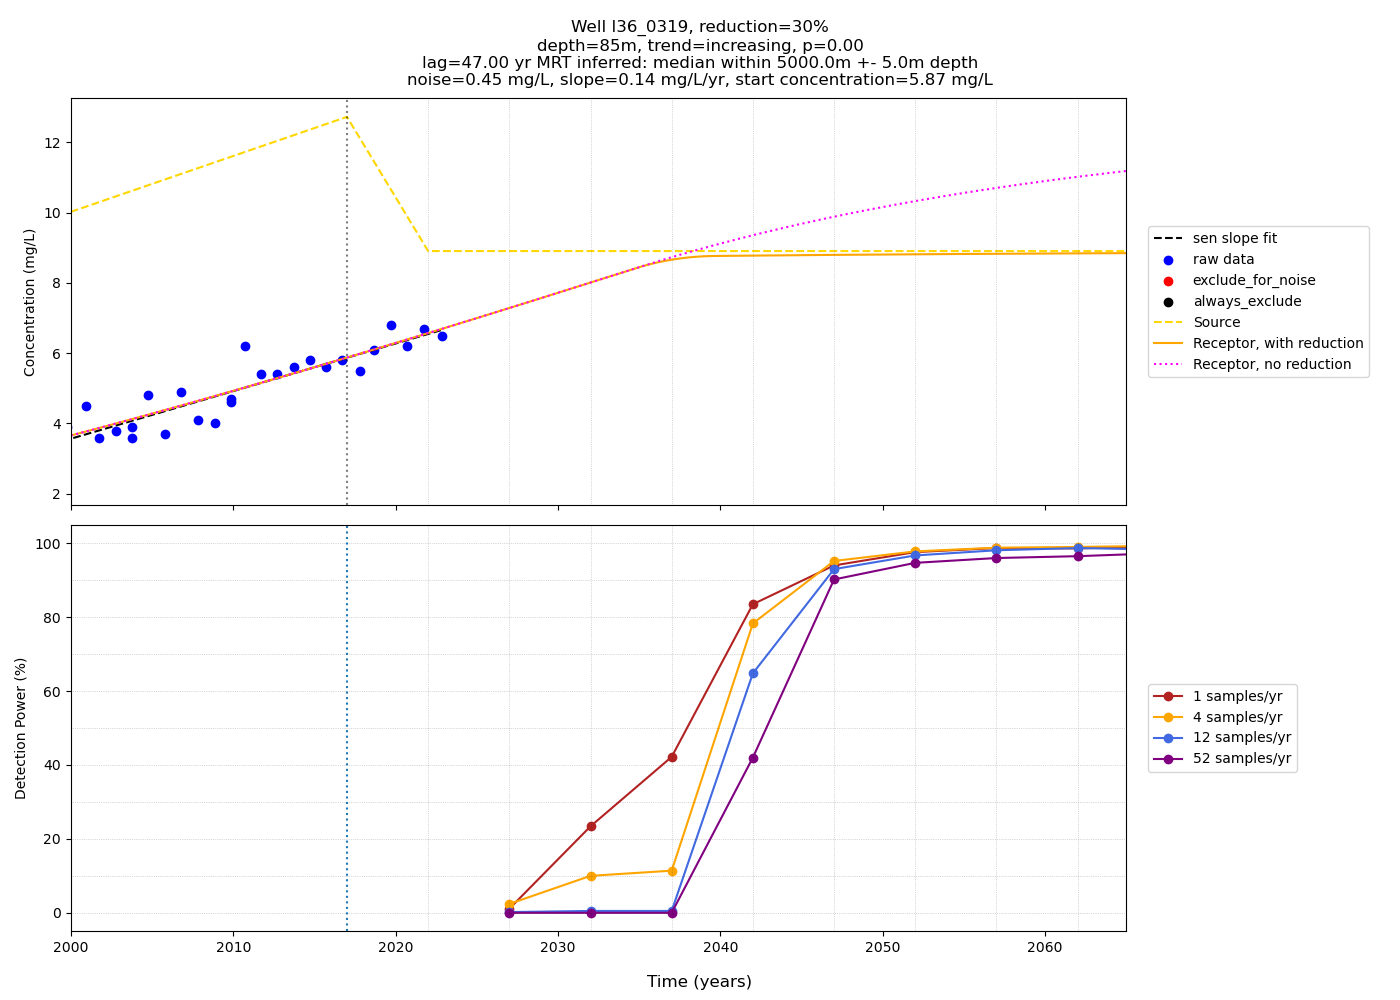 Well l36_0319, reduction=30%
depth=85m, trend=increasing, p=0.00
lag=47.00 yr MRT inferred: median within 5000.0m +- 5.0m depth
noise=0.45 mg/L, slope=0.14 mg/L/yr, start concentration=5.87 mg/L
Concentration (mg/L)
12
10
8
6
4
2
sen slope fit
raw data
exclude_for_noise
always_exclude
Source
Receptor, with reduction
Receptor, no reduction
Detection Power (%)
100
80
60
40
20
0
1 samples/yr
4 samples/yr
12 samples/yr
52 samples/yr
2000 2010 2020 2030 2040 2050 2060
Time (years)